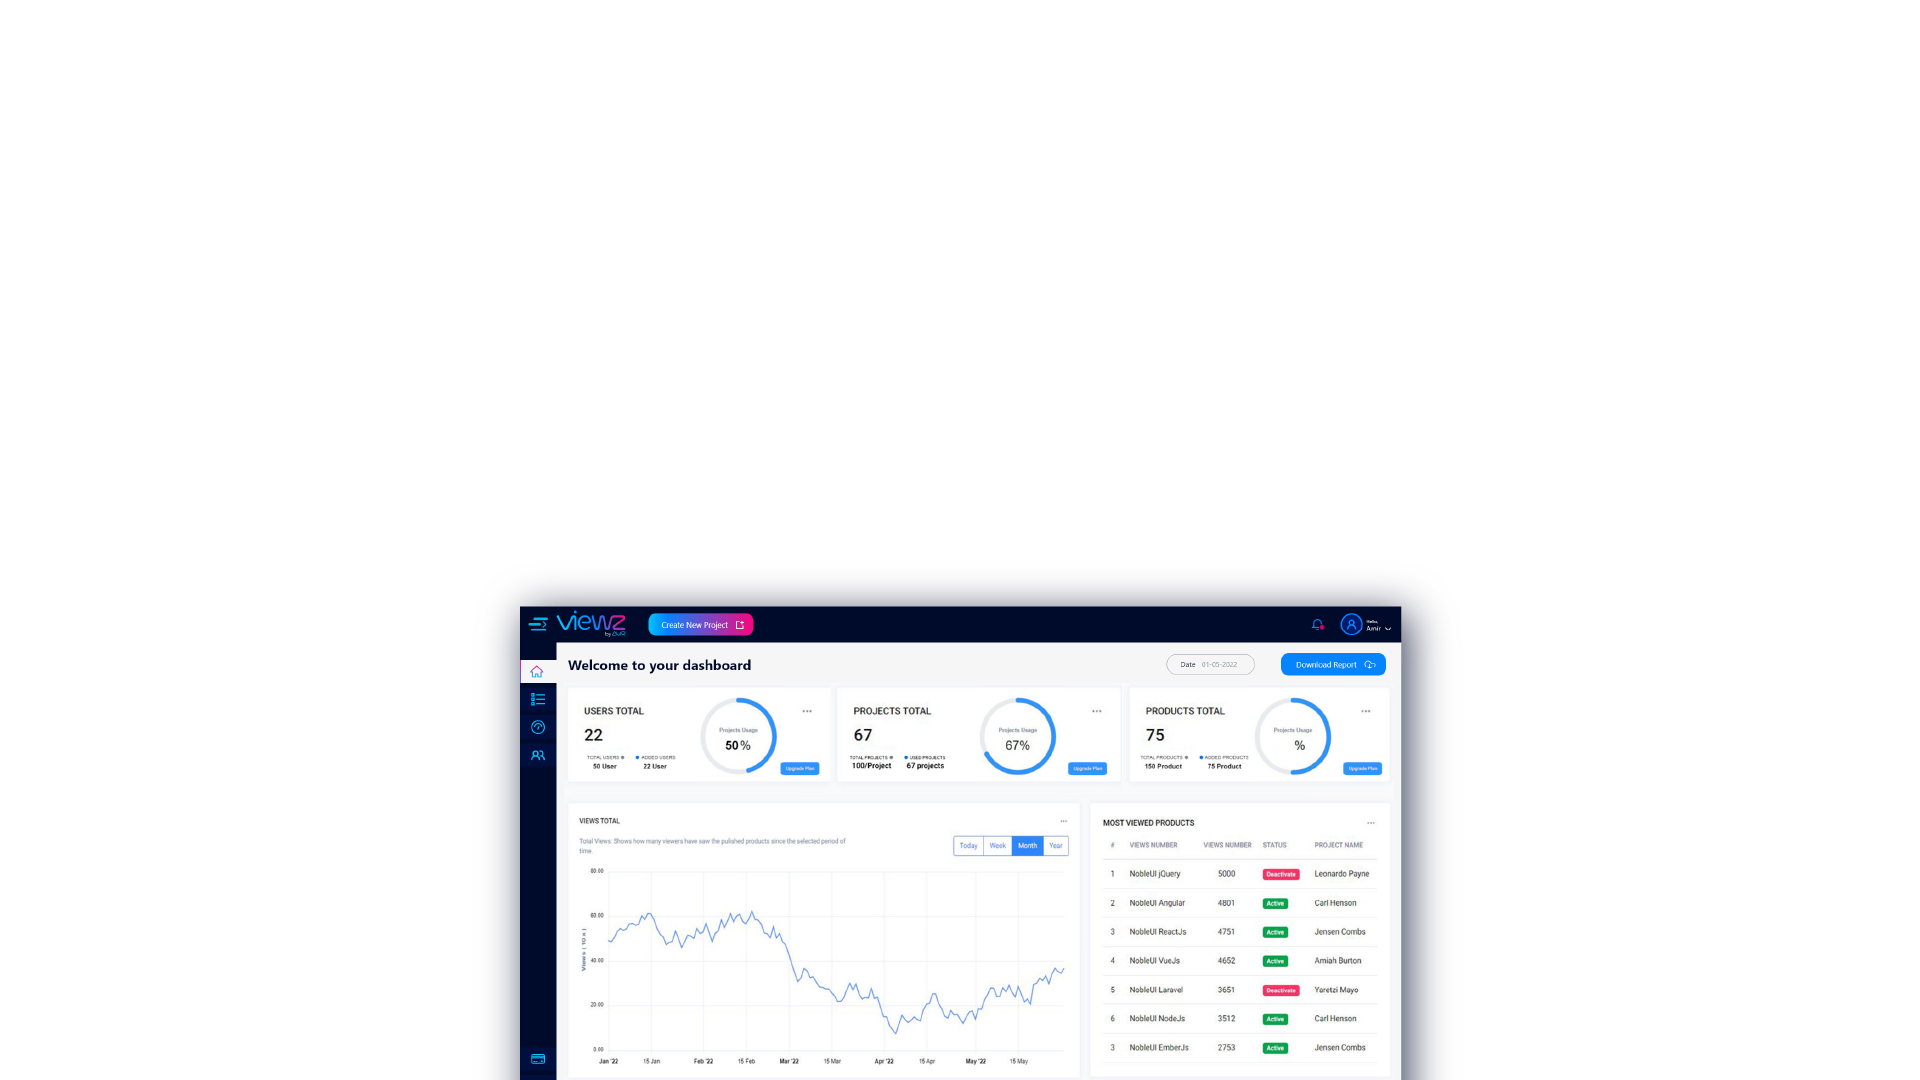 viewz
by ava
Create New Project
Hello,
Amir
Welcome to your dashboard
Date 01-05-2022
Download Report
USERS TOTAL
22
TOTAL USERS
50 User
ADDED USERS
22 User
Projects Usage
50%
Upgrade Plan
PROJECTS TOTAL
67
TOTAL PROJECTS
100/Project
USED PROJECTS
67 projects
Projects Usage
67%
Upgrade Plan
PRODUCTS TOTAL
75
TOTAL PRODUCTS
150 Product
ADDED PRODUCTS
75 Product
Projects Usage
%
Upgrade Plan
VIEWS TOTAL
Total Views: Shows how many viewers have saw the pulished products since the selected period of
time.
Today Week Month Year
80.00
60.00
40.00
20.00
0.00
Views ( 10 x )
Jan '22 15 Jan Feb '22 15 Feb Mar '22 15 Mar Apr '22 15 Apr May '22 15 May
MOST VIEWED PRODUCTS
# VIEWS NUMBER VIEWS NUMBER STATUS PROJECT NAME
1 NobleUI jQuery 5000 Deactivate Leonardo Payne
2 NobleUI Angular 4801 Active Carl Henson
3 NobleUI ReactJs 4751 Active Jensen Combs
4 NobleUI VueJs 4652 Active Amiah Burton
5 NobleUI Laravel 3651 Deactivate Yaretzi Mayo
6 NobleUI NodeJs 3512 Active Carl Henson
3 NobleUI EmberJs 2753 Active Jensen Combs